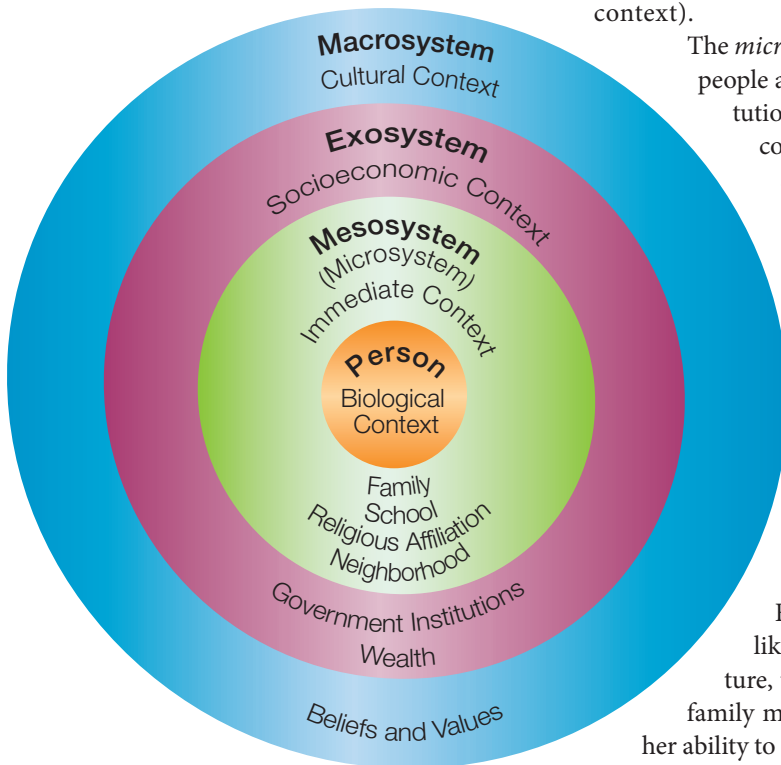 context).
The micr
people a
tutio
co
Macrosystem
Cultural Context
Exosystem
Socioeconomic Context
Mesosystem
(Microsystem)
Immediate Context
Person
Biological
Context
Family
School
Religious Affiliation
Neighborhood
Government Institutions
Wealth
Beliefs and Values
lik
ture,
family m
her ability to